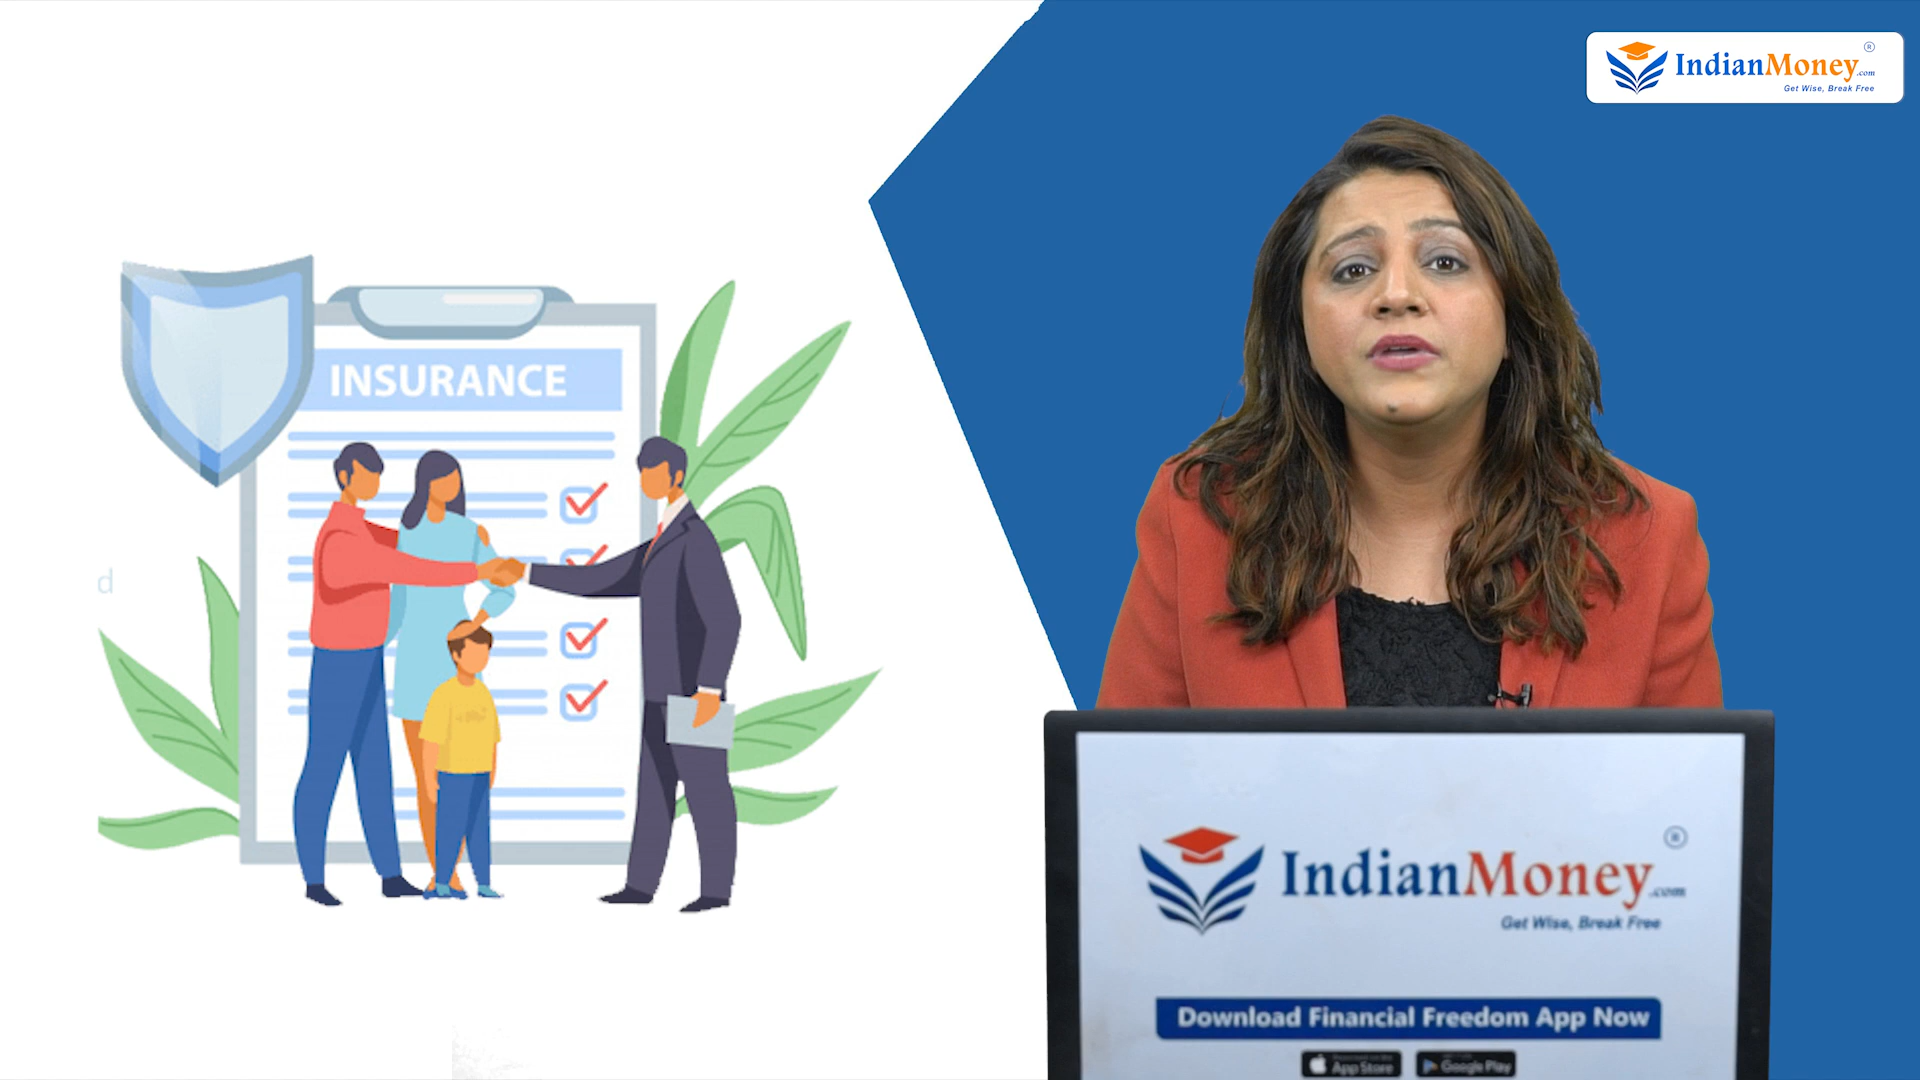 IndianMoney.com
®
Get Wise, Break Free
INSURANCE
d
IndianMoney.com
®
Get Wise, Break Free
Download Financial Freedom App Now
App Store
Google Play